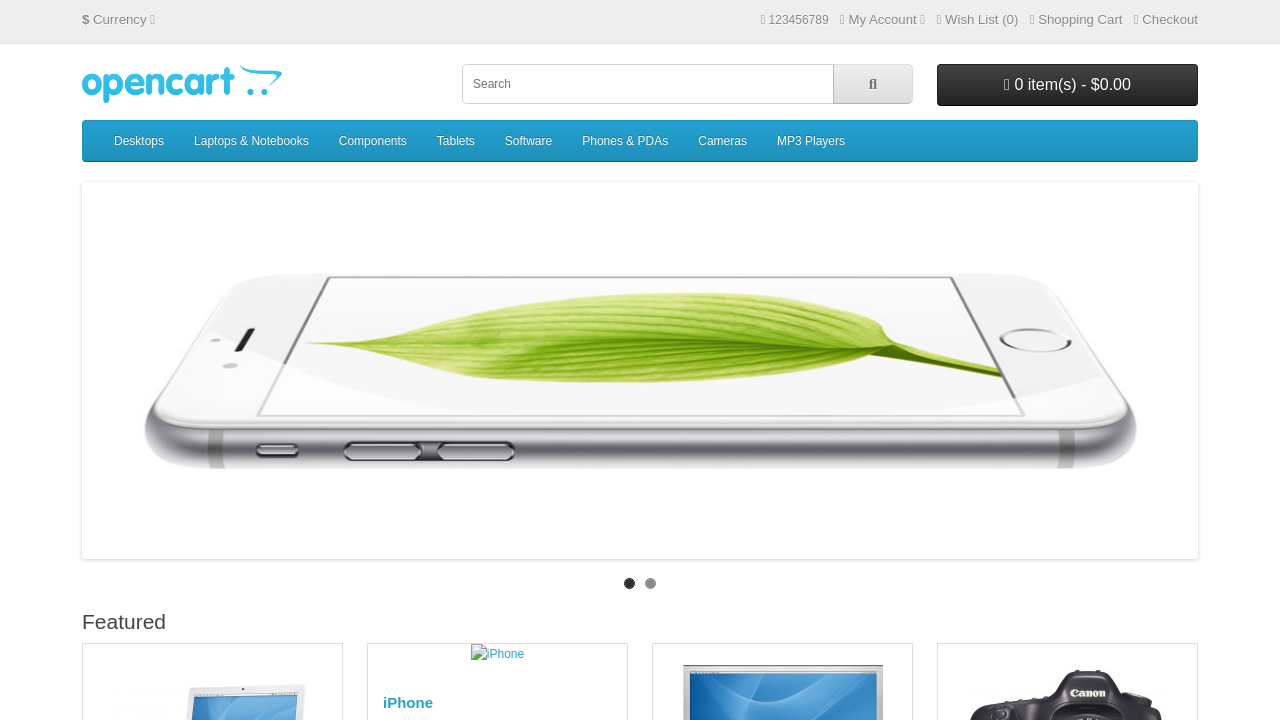 $ Currency
123456789 My Account Wish List (0) Shopping Cart Checkout
opencart
Search
0 item(s) - $0.00
Desktops Laptops & Notebooks Components Tablets Software Phones & PDAs Cameras MP3 Players
Featured
iPhone
Canon
iPhone